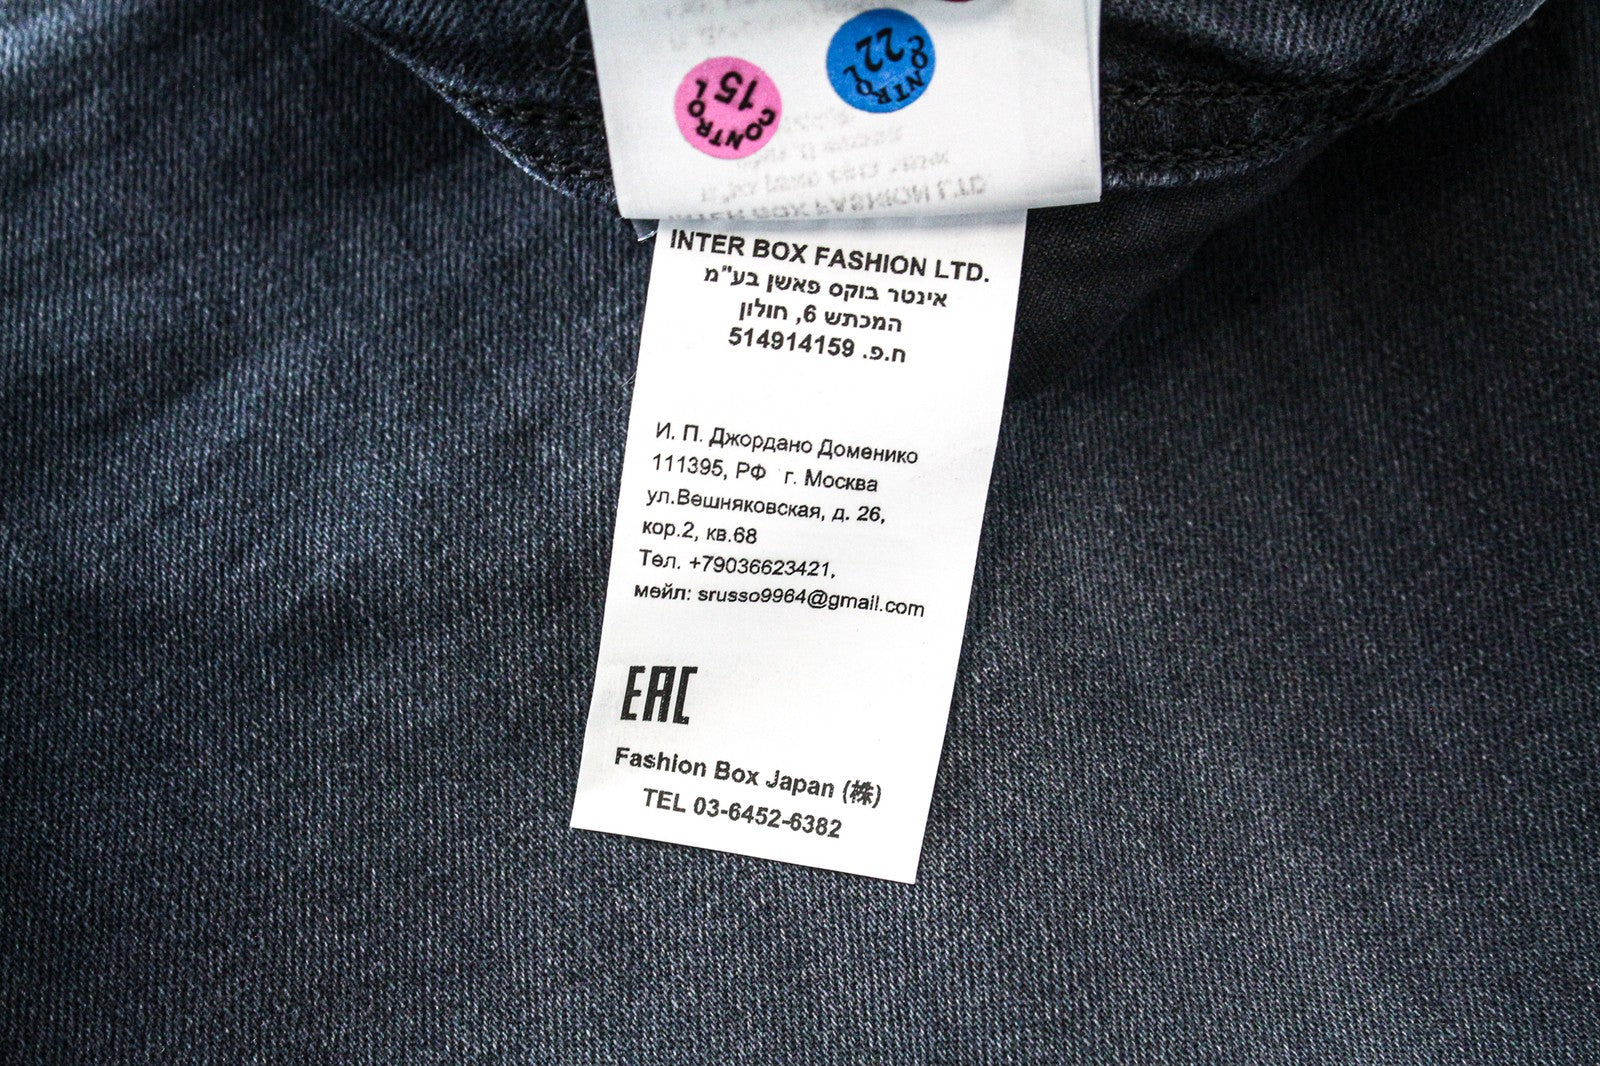 CONTROL
15
CONTROL
22
INTER BOX FASHION LTD.
אינטר בוקס פאשן בע"מ
המכתש 6, חולון
ח.פ. 514914159
И. П. Джордано Доменико
111395, РФ г. Москва
ул.Вешняковская, д. 26,
кор.2, кв.68
Тел. +79036623421,
мейл: srusso9964@gmail.com
EAC
Fashion Box Japan (株)
TEL 03-6452-6382